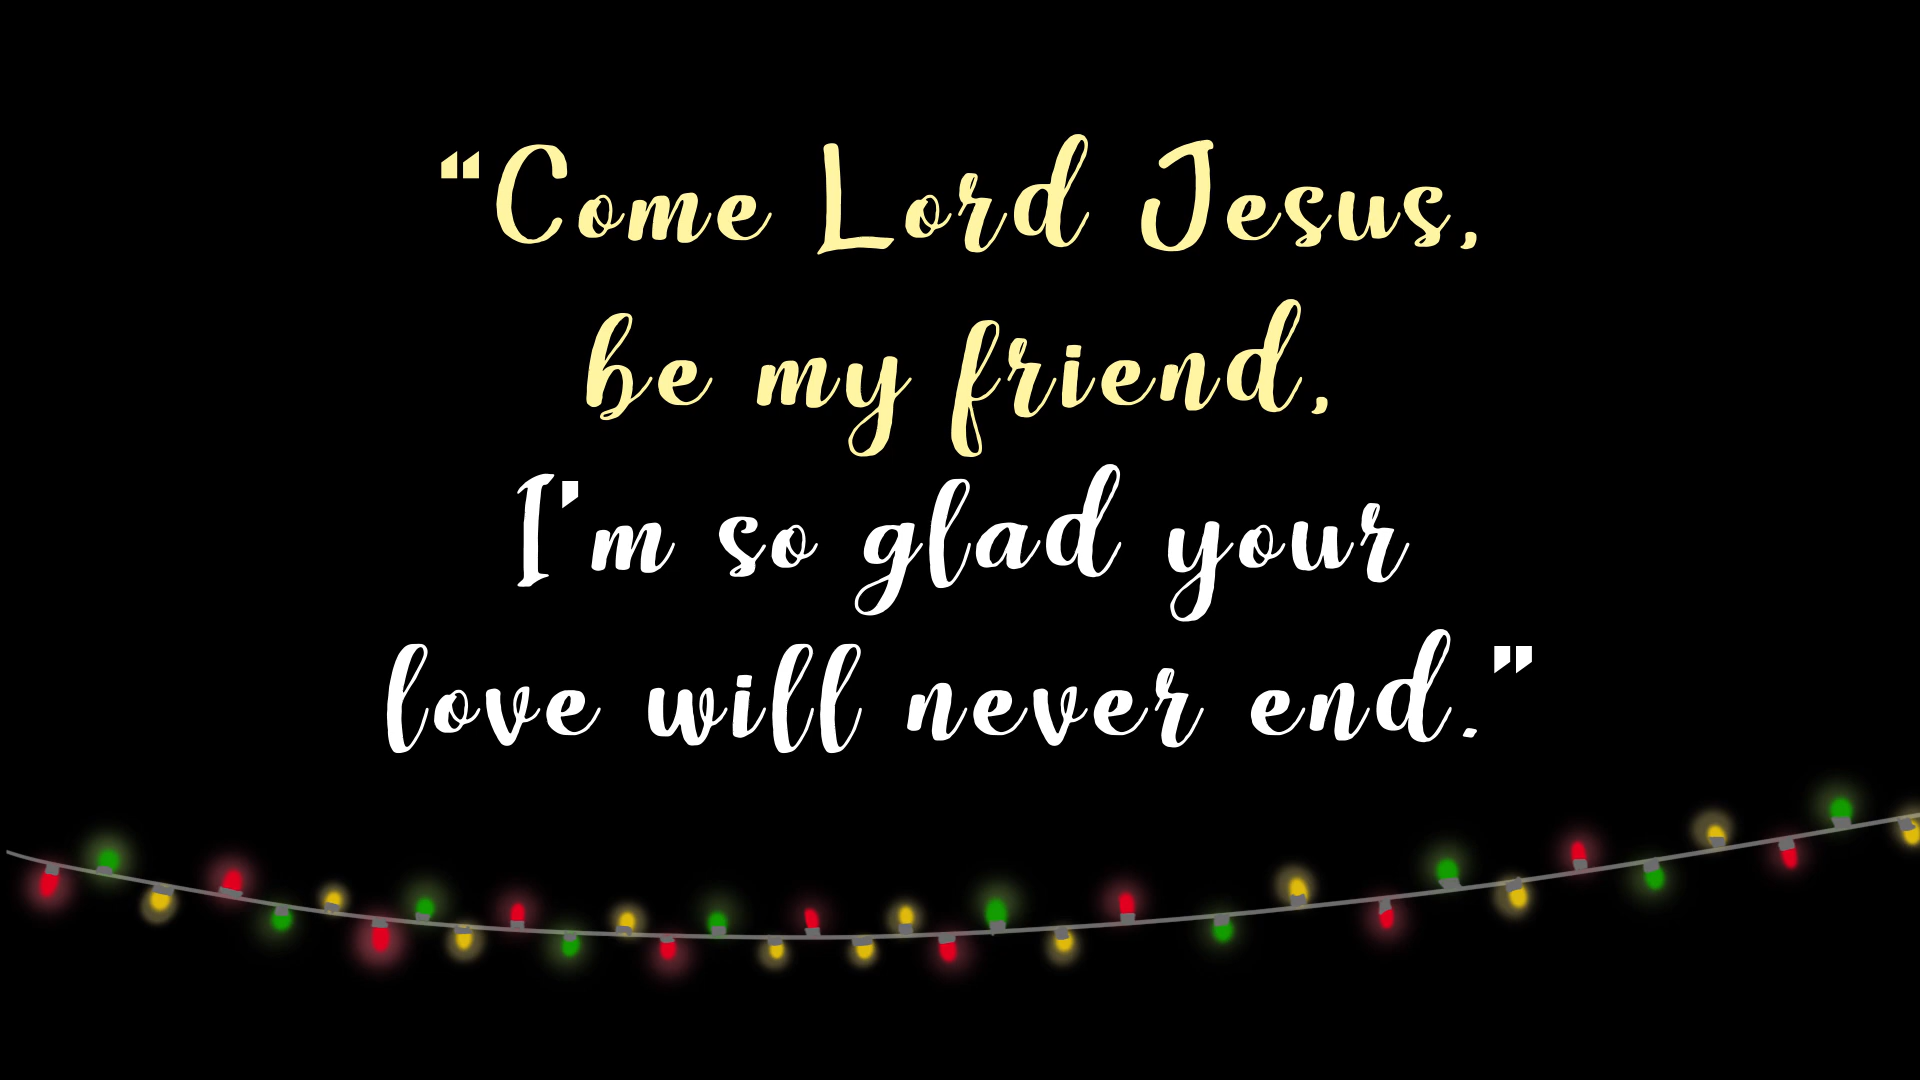 “Come Lord Jesus,
be my friend,
I’m so glad your
love will never end.”